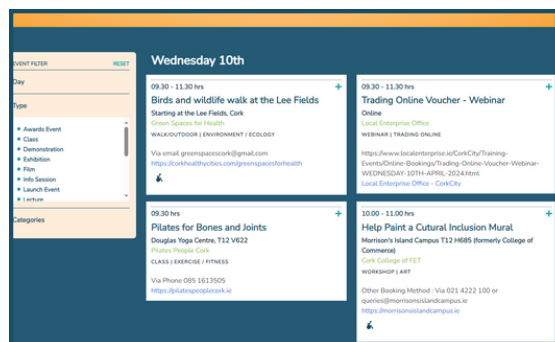 EVENT FILTER
RESET
Day
Type
Awards Event
Class
Demonstration
Exhibition
Film
Info Session
Launch Event
Lecture
Categories
Wednesday 10th
09.30 - 11.30 hrs
+
Birds and wildlife walk at the Lee Fields
Starting at the Lee Fields, Cork
Green Spaces for Health
WALK/OUTDOOR | ENVIRONMENT / ECOLOGY
Via email greenspacescork@gmail.com
https://corkhealthycities.com/greenspacesforhealth
09.30 - 11.30 hrs
+
Trading Online Voucher - Webinar
Online
Local Enterprise Office
WEBINAR | TRADING ONLINE
https://www.localenterprise.ie/CorkCity/Training-
Events/Online-Bookings/Trading-Online-Voucher-Webinar-
WEDNESDAY-10TH-APRIL-2024.html
Local Enterprise Office - CorkCity
09.30 hrs
+
Pilates for Bones and Joints
Douglas Yoga Centre, T12 V622
Pilates People Cork
CLASS | EXERCISE / FITNESS
Via Phone 085 1613505
https://pilatespeoplecork.ie
10.00 - 11.00 hrs
+
Help Paint a Cutural Inclusion Mural
Morrison's Island Campus T12 H685 (formerly College of
Commerce)
Cork College of FET
WORKSHOP | ART
Other Booking Method : Via 021 4222 100 or
queries@morrisonsislandcampus.ie
https://morrisonsislandcampus.ie